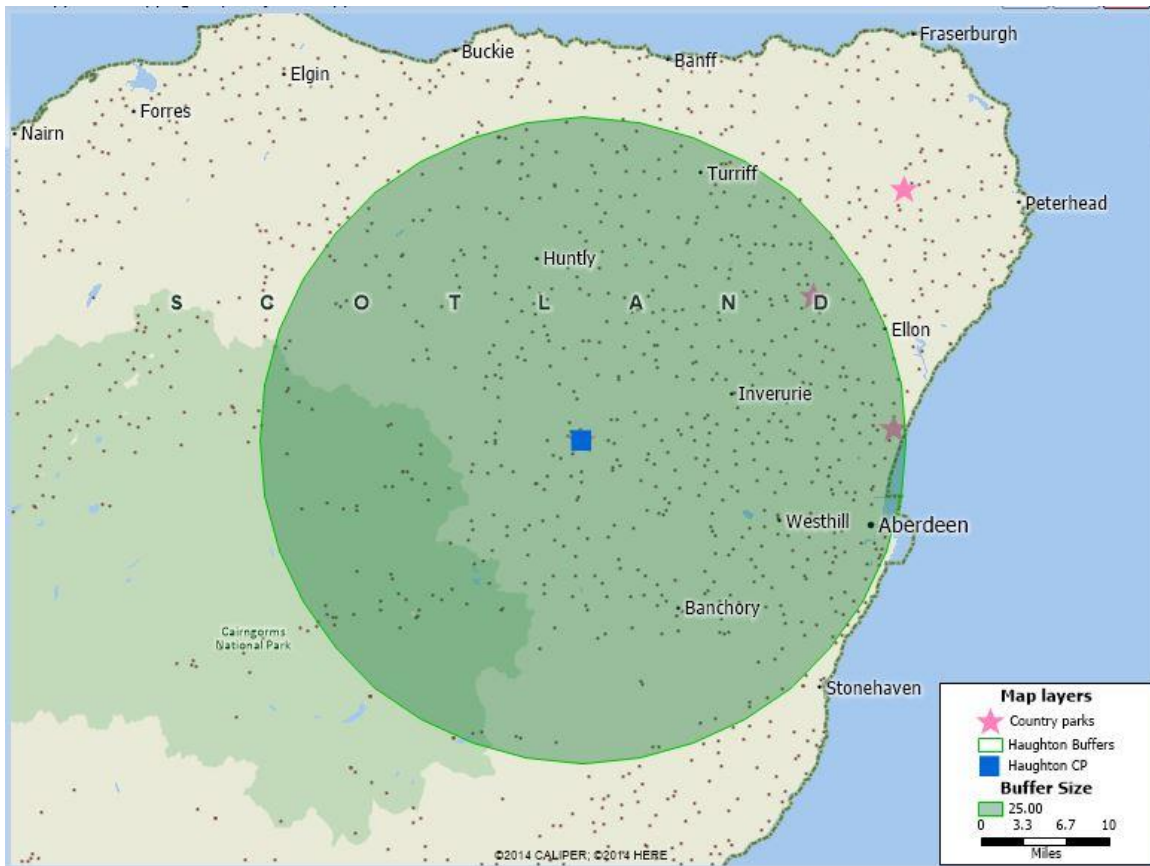 Fraserburgh
Buckie
Banff
Elgin
Forres
Nairn
Turriff
Peterhead
Huntly
S C O T L A N D
Ellon
Inverurie
Westhill
Aberdeen
Banchory
Cairngorms
National Park
Stonehaven
Map layers
Country parks
Haughton Buffers
Haughton CP
Buffer Size
25.00
0 3.3 6.7 10
Miles
©2014 CALIPER; ©2014 HERE